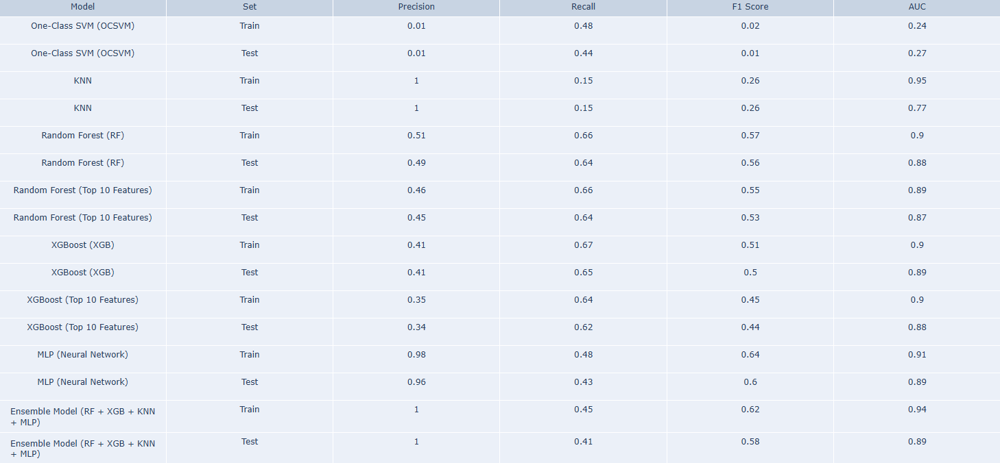 Model Set Precision Recall F1 Score AUC
One-Class SVM (OCSVM) Train 0.01 0.48 0.02 0.24
One-Class SVM (OCSVM) Test 0.01 0.44 0.01 0.27
KNN Train 1 0.15 0.26 0.95
KNN Test 1 0.15 0.26 0.77
Random Forest (RF) Train 0.51 0.66 0.57 0.9
Random Forest (RF) Test 0.49 0.64 0.56 0.88
Random Forest (Top 10 Features) Train 0.46 0.66 0.55 0.89
Random Forest (Top 10 Features) Test 0.45 0.64 0.53 0.87
XGBoost (XGB) Train 0.41 0.67 0.51 0.9
XGBoost (XGB) Test 0.41 0.65 0.5 0.89
XGBoost (Top 10 Features) Train 0.35 0.64 0.45 0.9
XGBoost (Top 10 Features) Test 0.34 0.62 0.44 0.88
MLP (Neural Network) Train 0.98 0.48 0.64 0.91
MLP (Neural Network) Test 0.96 0.43 0.6 0.89
Ensemble Model (RF + XGB + KNN Train 1 0.45 0.62 0.94
+ MLP)
Ensemble Model (RF + XGB + KNN Test 1 0.41 0.58 0.89
+ MLP)